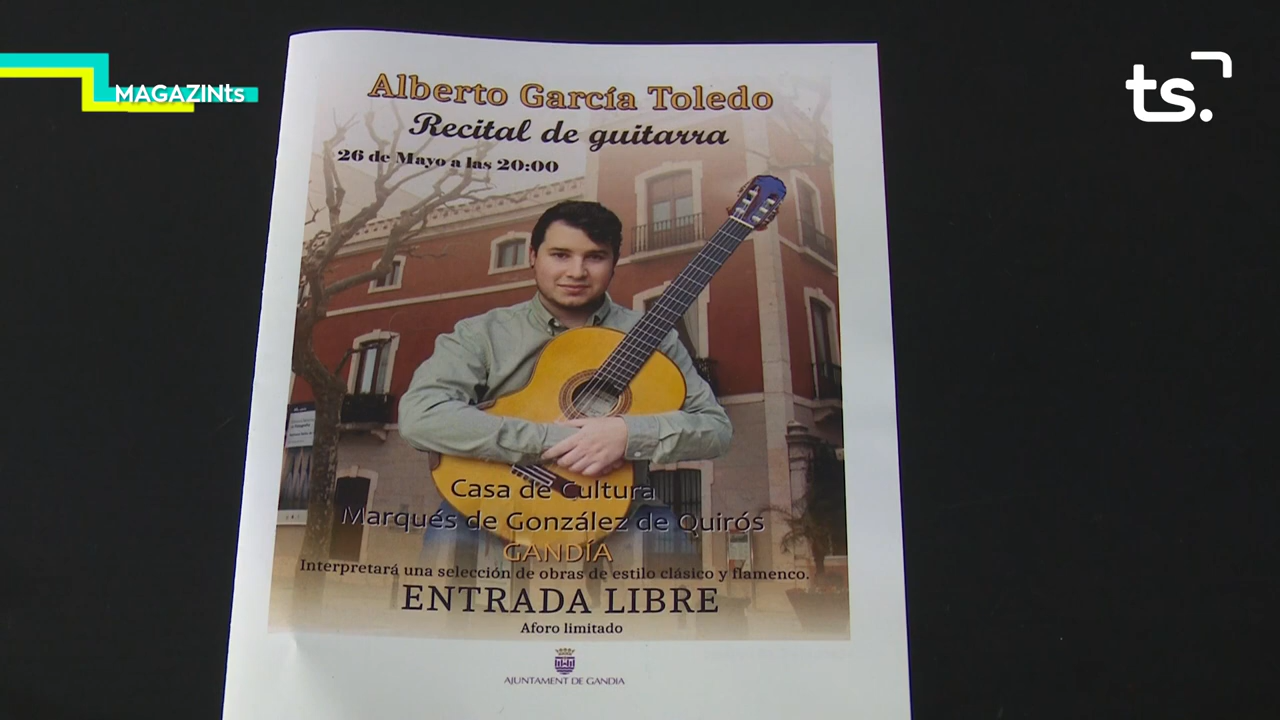 MAGAZINts
ts.
Alberto García Toledo
Recital de guitarra
26 de Mayo a las 20:00
Casa de Cultura
Marqués de González de Quirós
GANDÍA
Interpretará una selección de obras de estilo clásico y flamenco.
ENTRADA LIBRE
Aforo limitado
AJUNTAMENT DE GANDIA